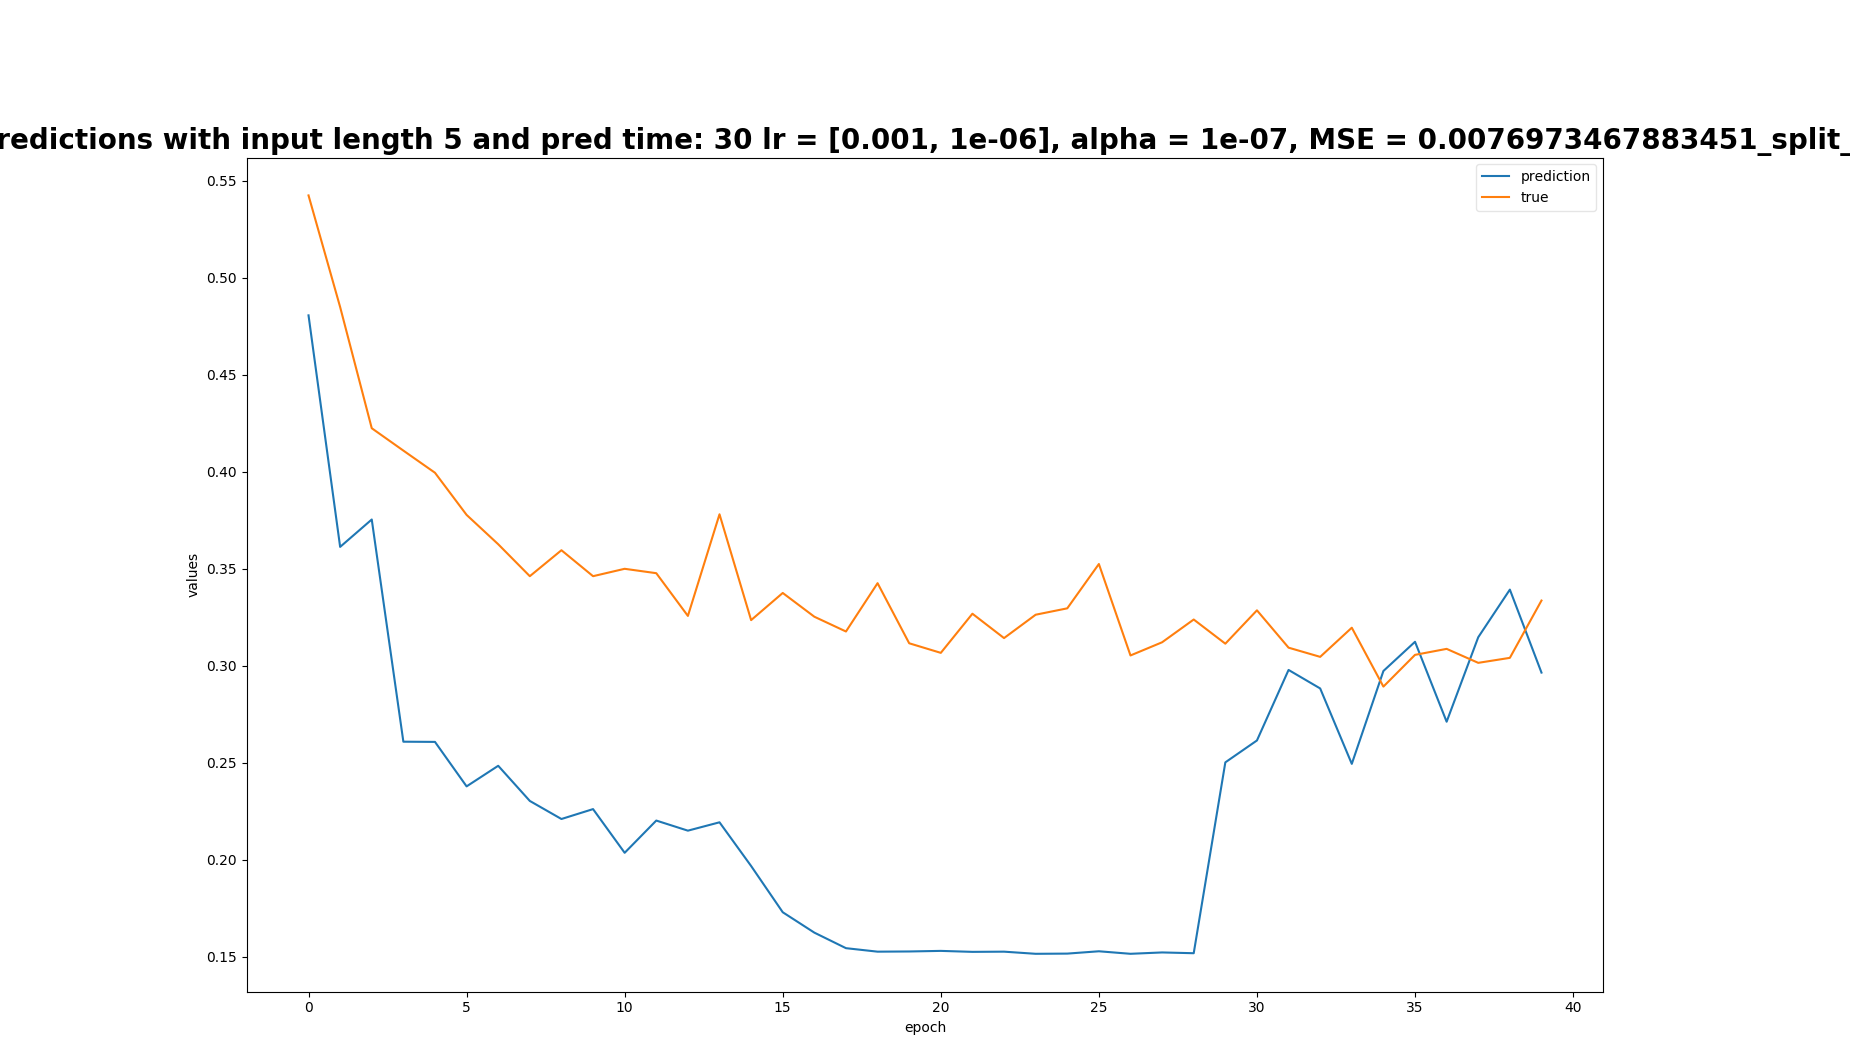 redictions with input length 5 and pred time: 30 lr = [0.001, 1e-06], alpha = 1e-07, MSE = 0.0076973467883451_split_
prediction
true
0.55
0.50
0.45
0.40
0.35
0.30
0.25
0.20
0.15
values
0 5 10 15 20 25 30 35 40
epoch